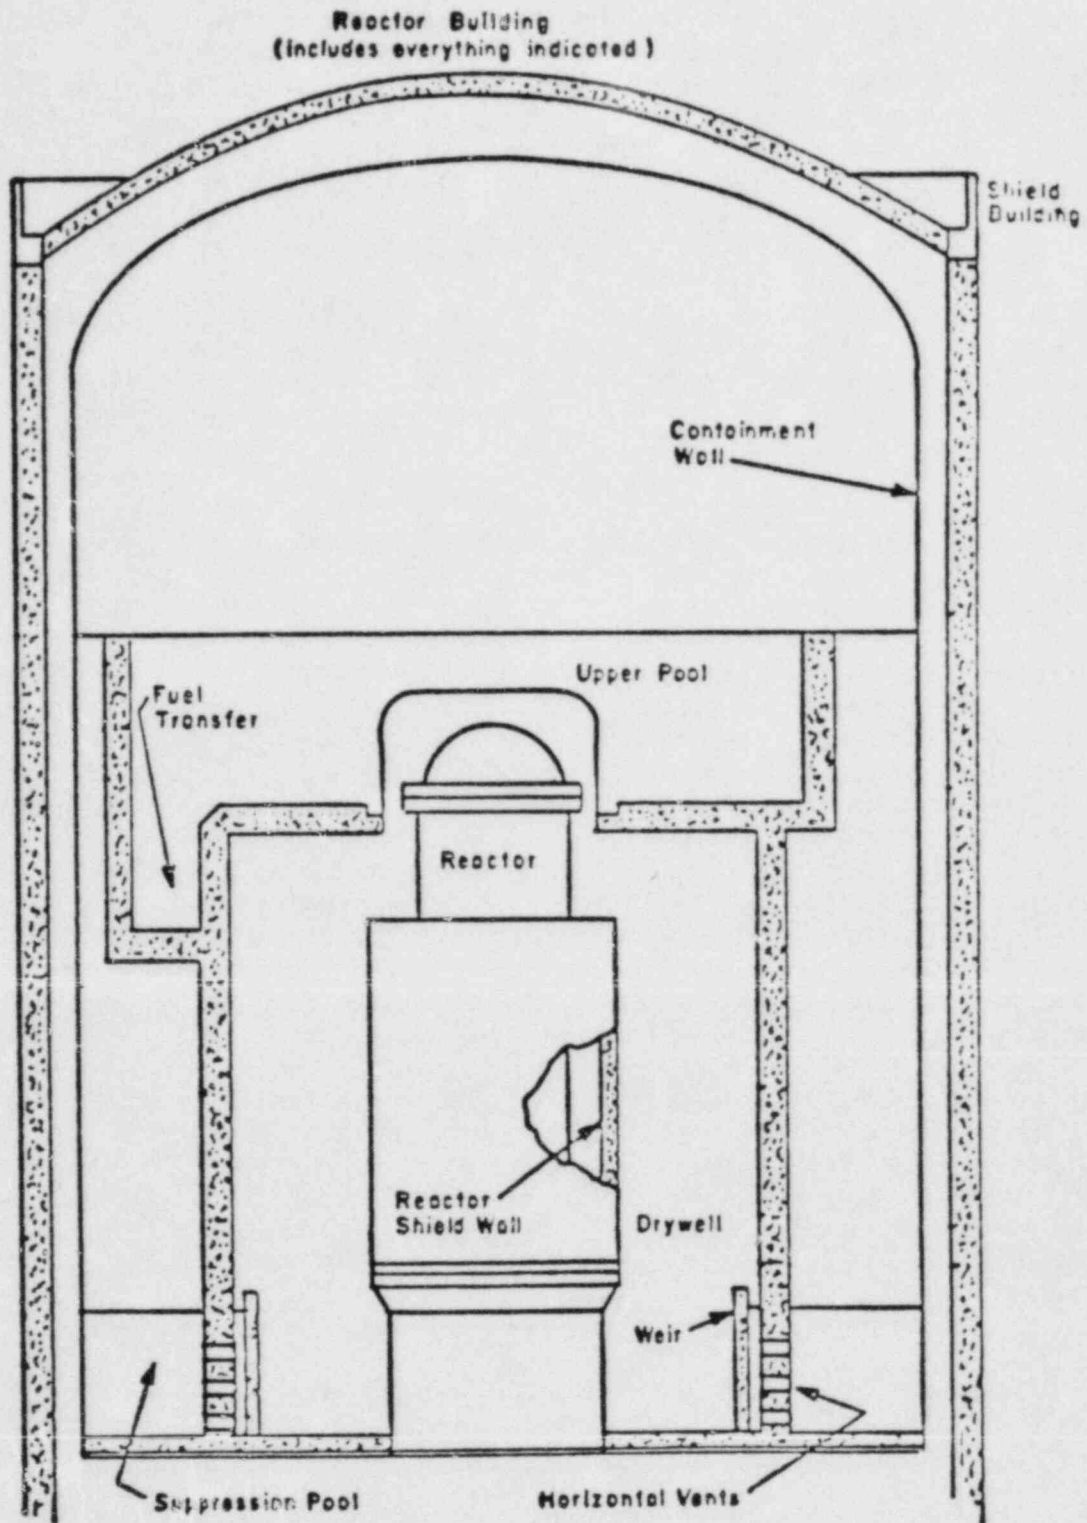 Reactor Building
(includes everything indicated)
Shield
Building
Containment
Wall
Upper Pool
Fuel
Transfer
Reactor
Reactor
Shield Wall
Drywell
Weir
Suppression Pool
Horizontal Vents